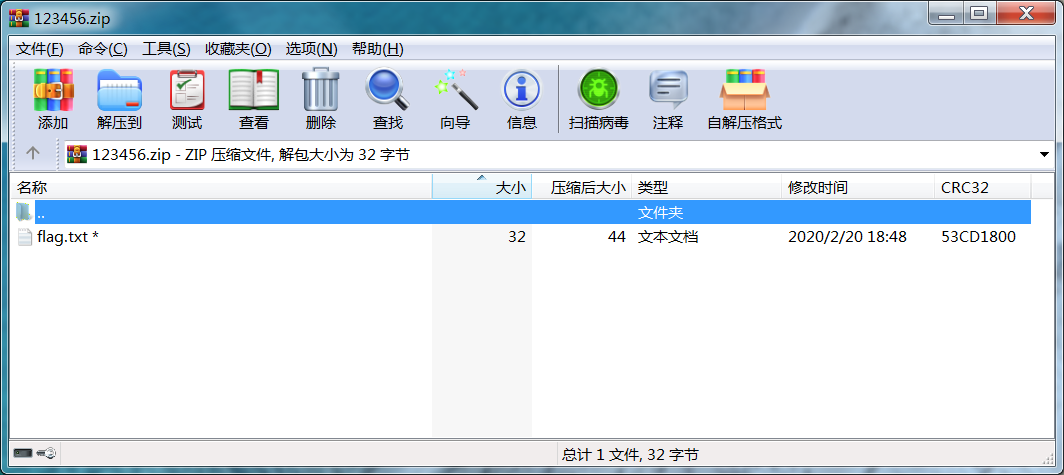 123456.zip
文件(F) 命令(C) 工具(S) 收藏夹(O) 选项(N) 帮助(H)
添加 解压到 测试 查看 删除 查找 向导 信息 扫描病毒 注释 自解压格式
123456.zip - ZIP 压缩文件, 解包大小为 32 字节
名称 大小 压缩后大小 类型 修改时间 CRC32
.. 文件夹
flag.txt * 32 44 文本文档 2020/2/20 18:48 53CD1800
总计 1 文件, 32 字节